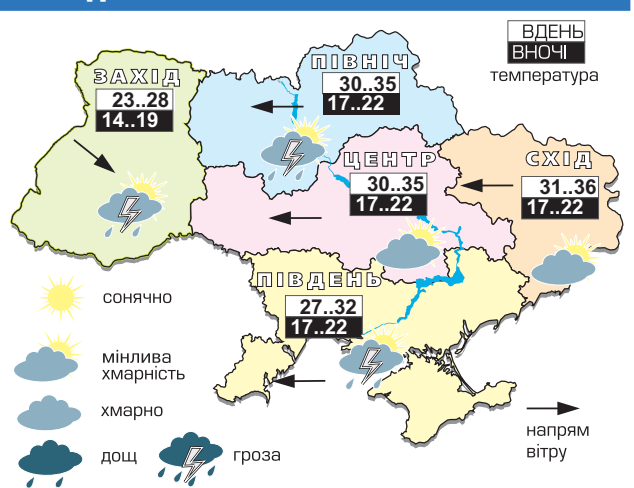 ВДЕНЬ
ВНОЧІ
температура
ЗАХІД
23..28
14..19
ПІВНІЧ
30..35
17..22
ЦЕНТР
30..35
17..22
СХІД
31..36
17..22
ПІВДЕНЬ
27..32
17..22
сонячно
мінлива
хмарність
хмарно
дощ
гроза
напрям
вітру